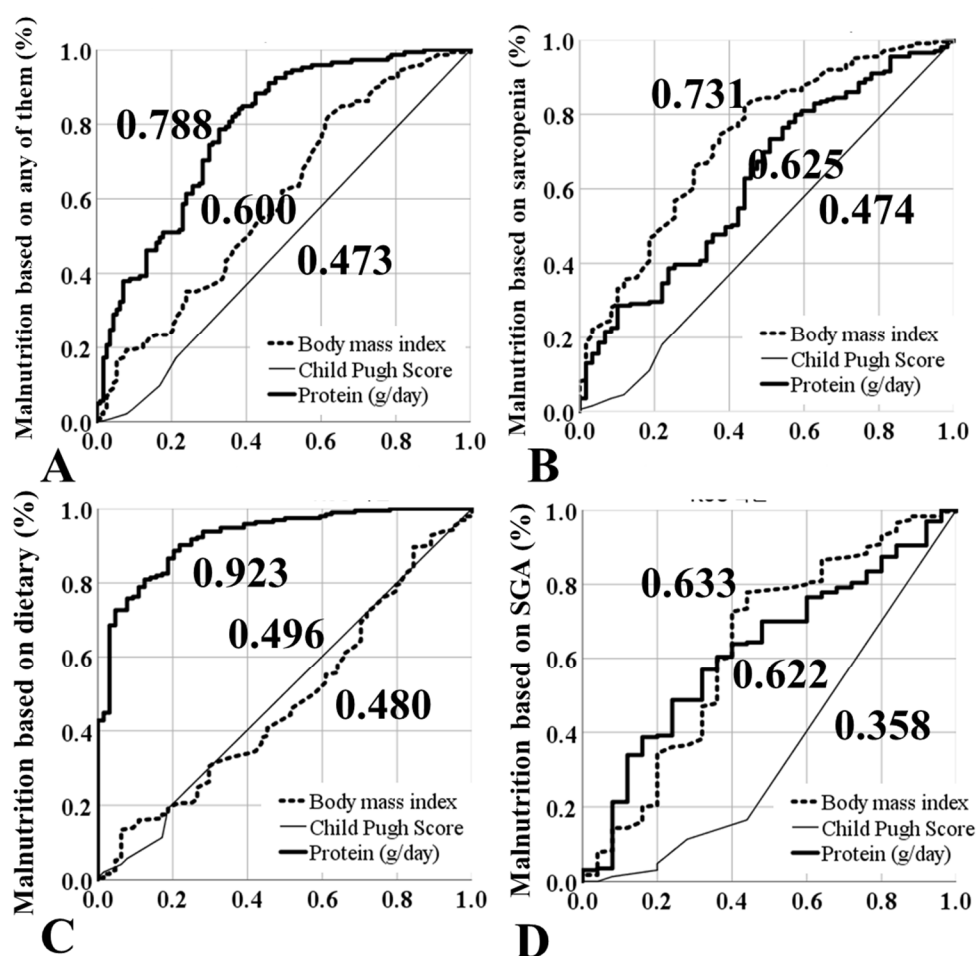 Malnutrition based on any of them (%)
1.0
0.8
0.6
0.4
0.2
0.0
0.788
0.600
0.473
Body mass index
Child Pugh Score
Protein (g/day)
0.0 0.2 0.4 0.6 0.8 1.0
A
Malnutrition based on sarcopenia (%)
1.0
0.8
0.6
0.4
0.2
0.0
0.731
0.625
0.474
Body mass index
Child Pugh Score
Protein (g/day)
0.0 0.2 0.4 0.6 0.8 1.0
B
Malnutrition based on dietary (%)
1.0
0.8
0.6
0.4
0.2
0.0
0.923
0.496
0.480
Body mass index
Child Pugh Score
Protein (g/day)
0.0 0.2 0.4 0.6 0.8 1.0
C
Malnutrition based on SGA (%)
1.0
0.8
0.6
0.4
0.2
0.0
0.633
0.622
0.358
Body mass index
Child Pugh Score
Protein (g/day)
0.0 0.2 0.4 0.6 0.8 1.0
D